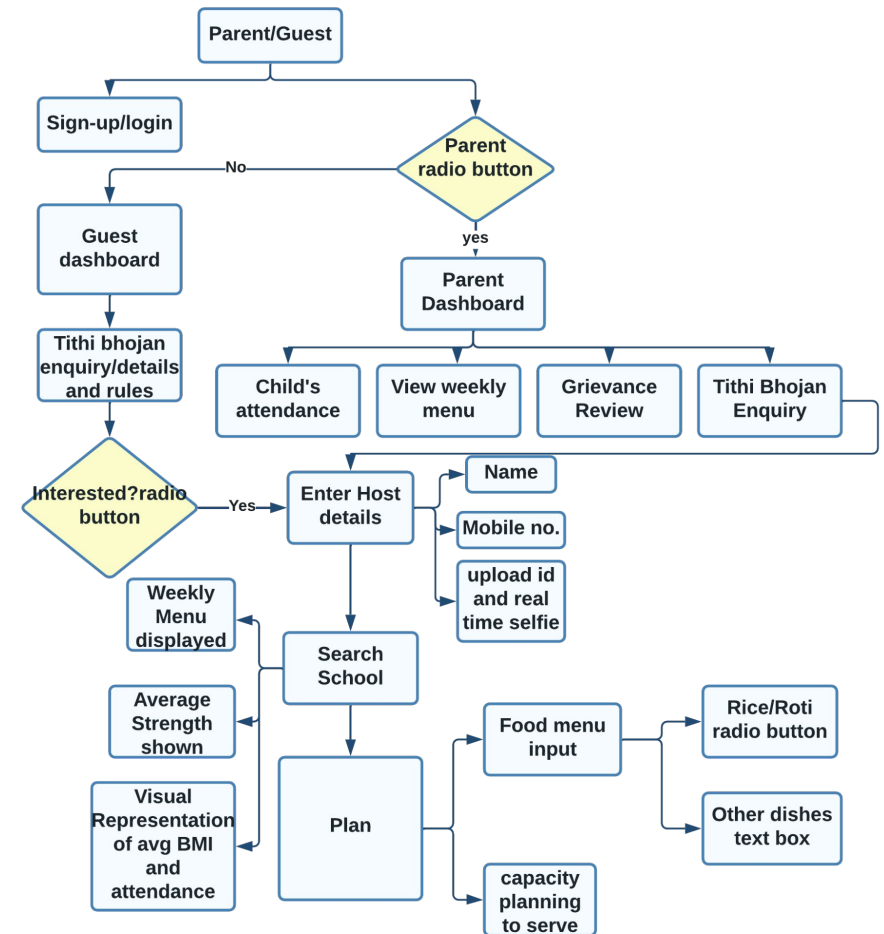 Parent/Guest
Sign-up/login
Parent
radio button
No
yes
Guest
dashboard
Parent
Dashboard
Tithi bhojan
enquiry/details
and rules
Child's
attendance
View weekly
menu
Grievance
Review
Tithi Bhojan
Enquiry
Interested?radio
button
Yes
Enter Host
details
Name
Mobile no.
upload id
and real
time selfie
Weekly
Menu
displayed
Search
School
Average
Strength
shown
Visual
Representation
of avg BMI
and
attendance
Plan
Food menu
input
Rice/Roti
radio button
Other dishes
text box
capacity
planning
to serve